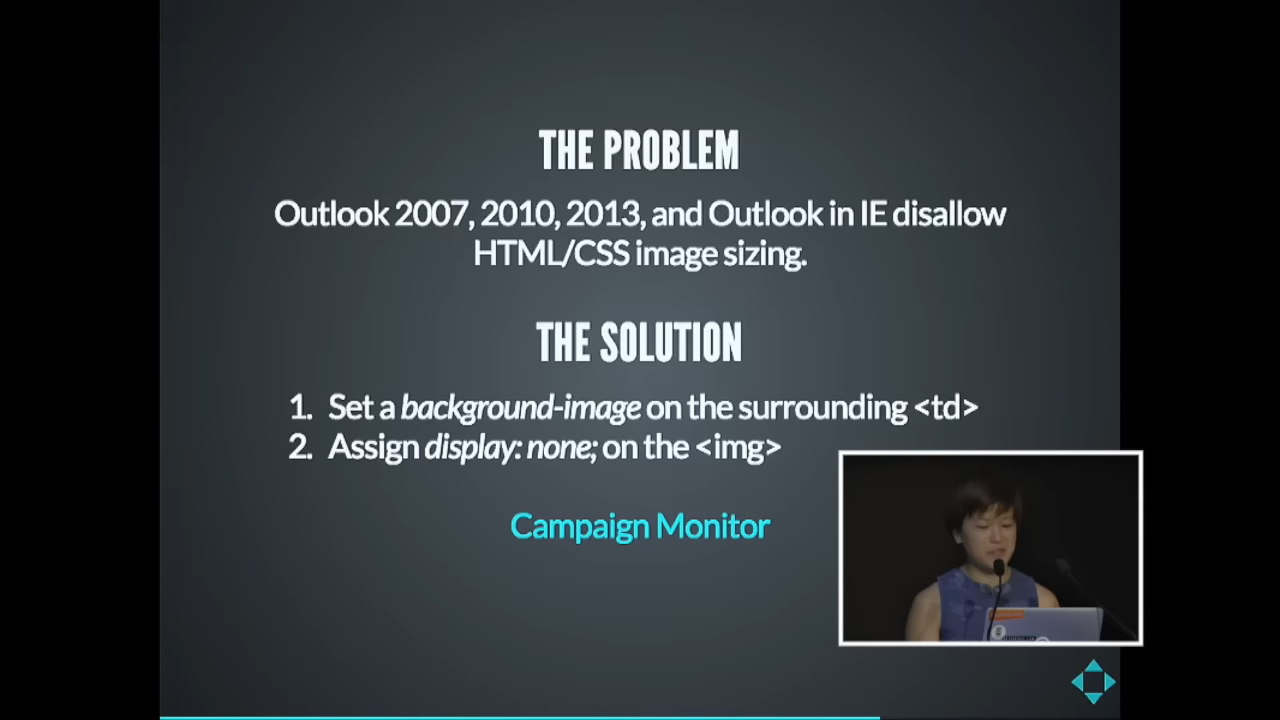 THE PROBLEM
Outlook 2007, 2010, 2013, and Outlook in IE disallow
HTML/CSS image sizing.
THE SOLUTION
1. Set a background-image on the surrounding <td>
2. Assign display: none; on the <img>
Campaign Monitor